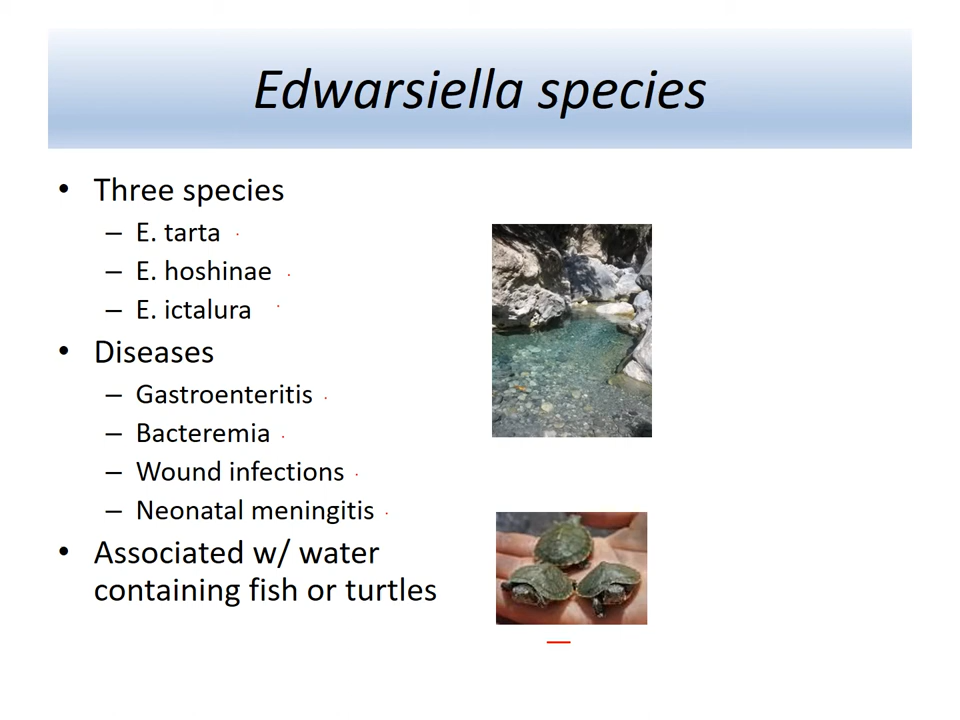 Edwarsiella species
• Three species
– E. tarta
– E. hoshinae
– E. ictalura
• Diseases
– Gastroenteritis
– Bacteremia
– Wound infections
– Neonatal meningitis
• Associated w/ water
containing fish or turtles